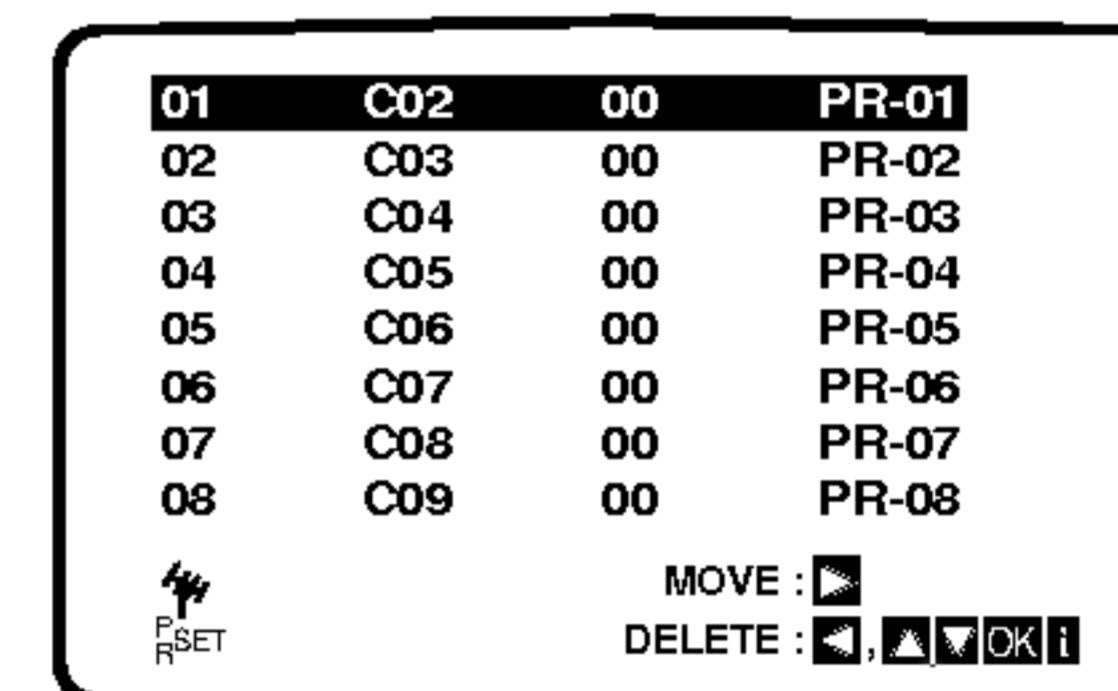 01 C02 00 PR-01
02 C03 00 PR-02
03 C04 00 PR-03
04 C05 00 PR-04
05 C06 00 PR-05
06 C07 00 PR-06
07 C08 00 PR-07
08 C09 00 PR-08
MOVE : ▷
PR SET DELETE : ◁ , △ ▽ OK i